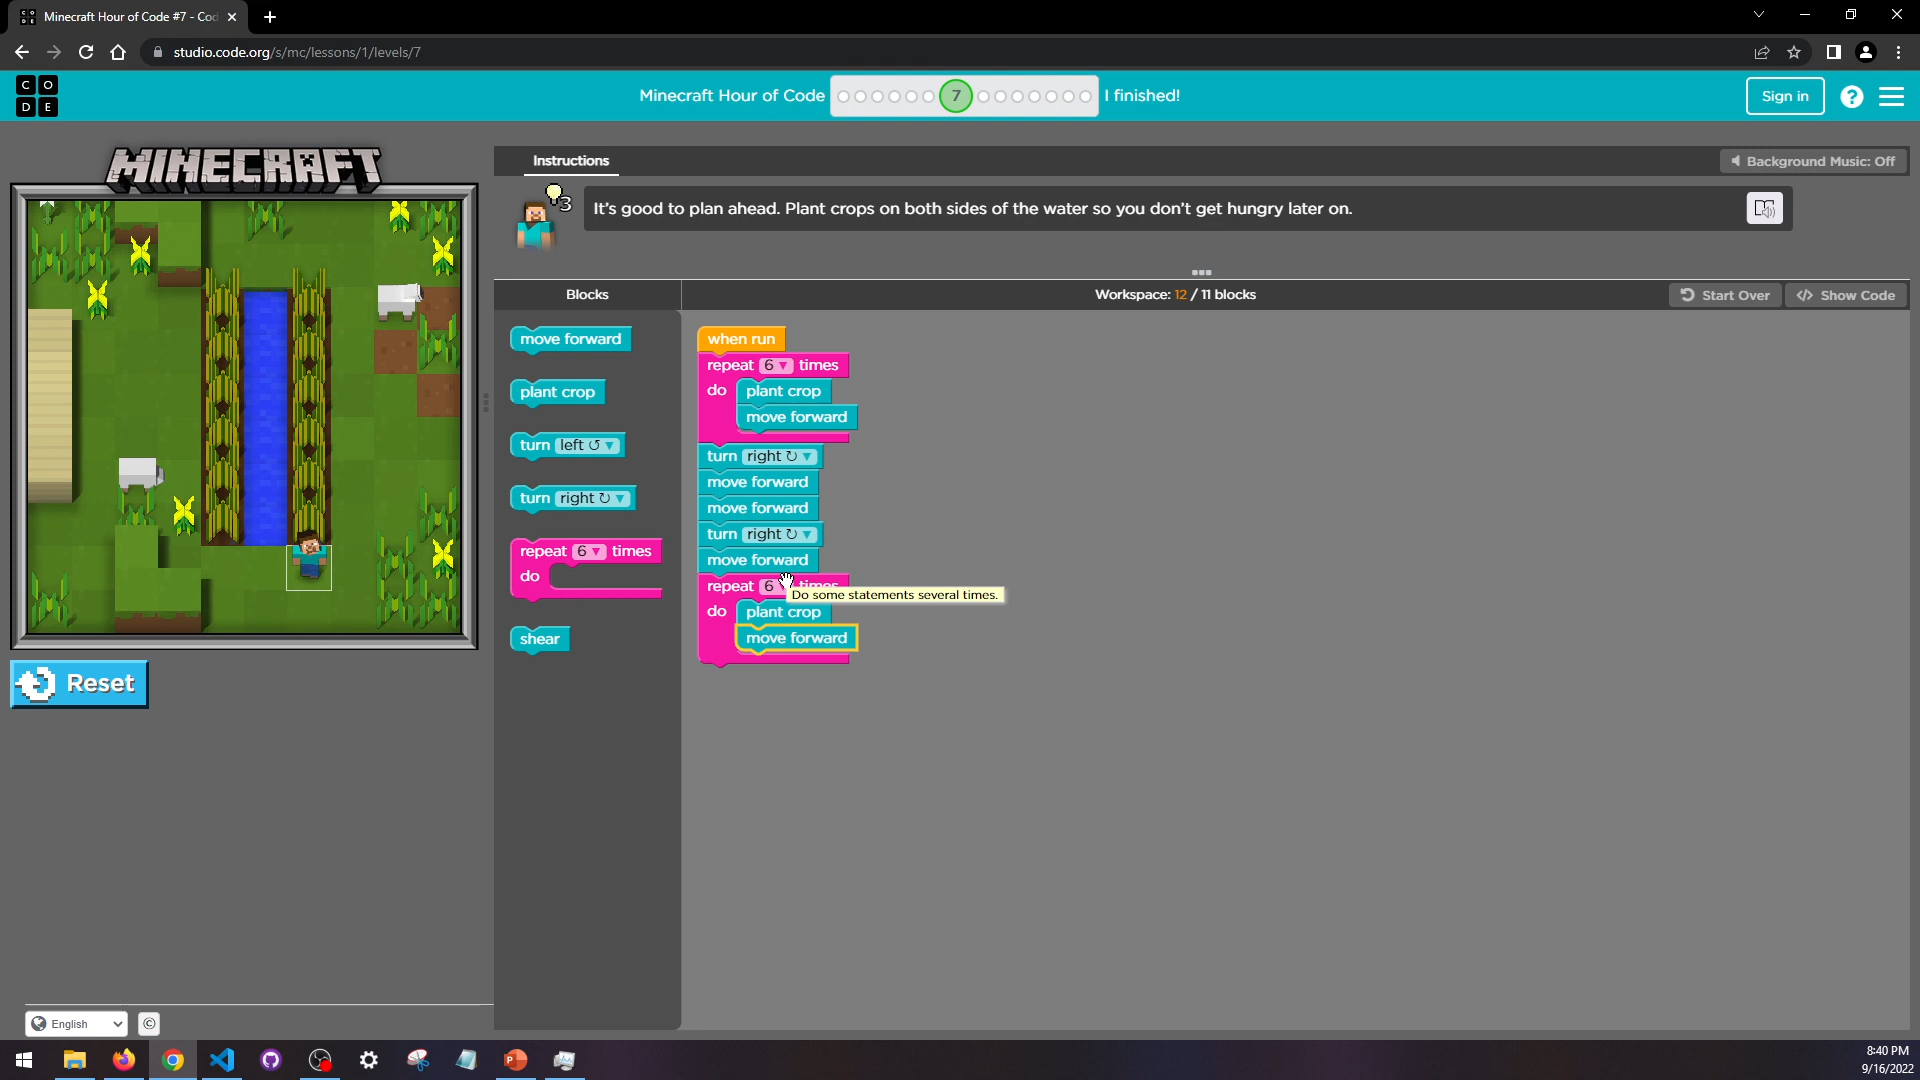 Minecraft Hour of Code #7 - Cod
studio.code.org/s/mc/lessons/1/levels/7
C O
D E
Minecraft Hour of Code 7 I finished!
Sign in
?
MINECRAFT
Instructions
Background Music: Off
3
It's good to plan ahead. Plant crops on both sides of the water so you don't get hungry later on.
Blocks
Workspace: 12 / 11 blocks
Start Over
</> Show Code
move forward
plant crop
turn left ↺ ▼
turn right ↻ ▼
repeat 6 ▼ times
do
shear
when run
repeat 6 ▼ times
do plant crop
move forward
turn right ↻ ▼
move forward
move forward
turn right ↻ ▼
move forward
repeat 6 times
Do some statements several times.
do plant crop
move forward
Reset
English
©
8:40 PM
9/16/2022